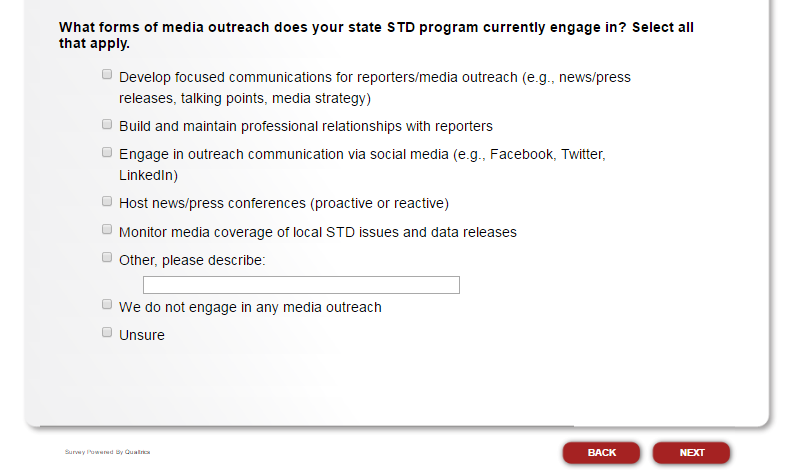 What forms of media outreach does your state STD program currently engage in? Select all
that apply.
Develop focused communications for reporters/media outreach (e.g., news/press
releases, talking points, media strategy)
Build and maintain professional relationships with reporters
Engage in outreach communication via social media (e.g., Facebook, Twitter,
LinkedIn)
Host news/press conferences (proactive or reactive)
Monitor media coverage of local STD issues and data releases
Other, please describe:
We do not engage in any media outreach
Unsure
Survey Powered By Qualtrics
BACK
NEXT